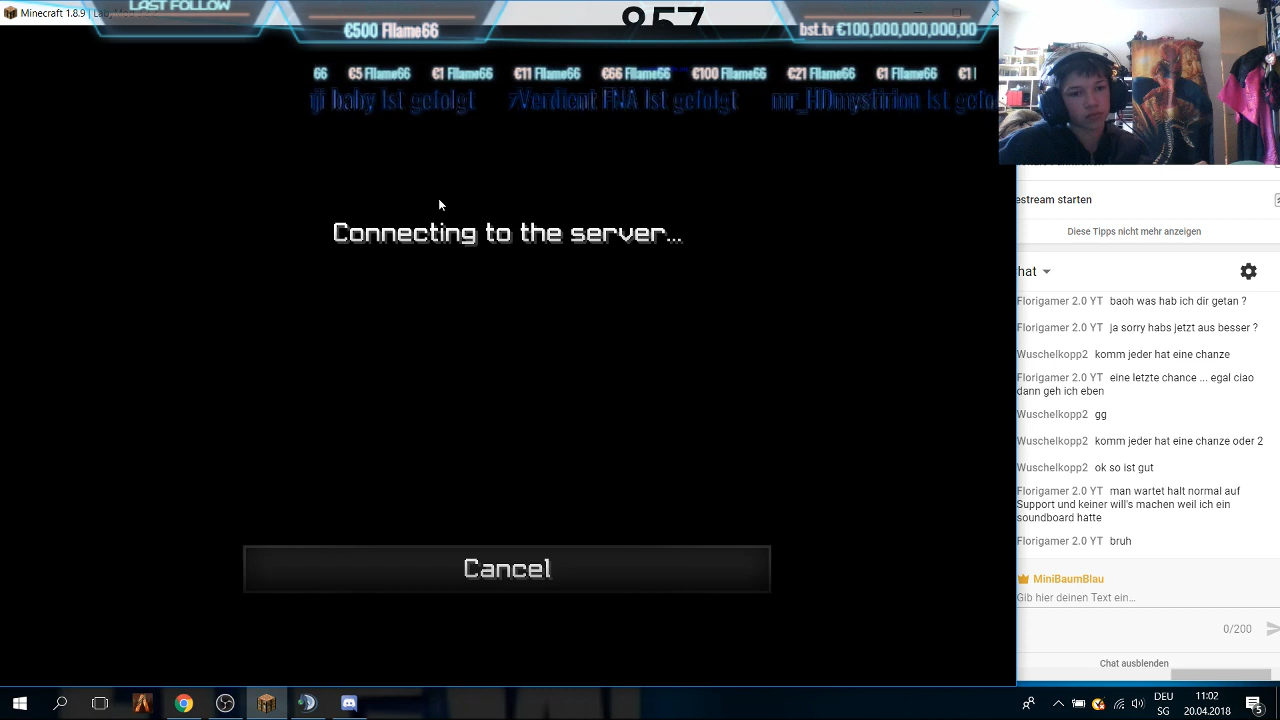 Minecraft 1.8.9 | Lab
LAST FOLLOW
857
€500 Fllame66
bst.tv €100,000,000,000,00
66 €5 Fllame66 €1 Fllame66 €11 Fllame66 €66 Fllame66 €100 Fllame66 €21 Fllame66 €1 Fllame66 €1
baby Ist gefolgt 7Verdient FNA Ist gefolgt mr_HDmystirion Ist gefo
Connecting to the server...
Cancel
estream starten
Diese Tipps nicht mehr anzeigen
hat
Florigamer 2.0 YT baoh was hab ich dir getan ?
Florigamer 2.0 YT ja sorry habs jetzt aus besser ?
Wuschelkopp2 komm jeder hat eine chanze
Florigamer 2.0 YT eine letzte chance ... egal ciao
dann geh ich eben
Wuschelkopp2 gg
Wuschelkopp2 komm jeder hat eine chanze oder 2
Wuschelkopp2 ok so ist gut
Florigamer 2.0 YT man wartet halt normal auf
Support und keiner will's machen weil ich ein
soundboard hatte
Florigamer 2.0 YT bruh
MiniBaumBlau
Gib hier deinen Text ein...
0/200
Chat ausblenden
DEU
SG
11:02
20.04.2018
5